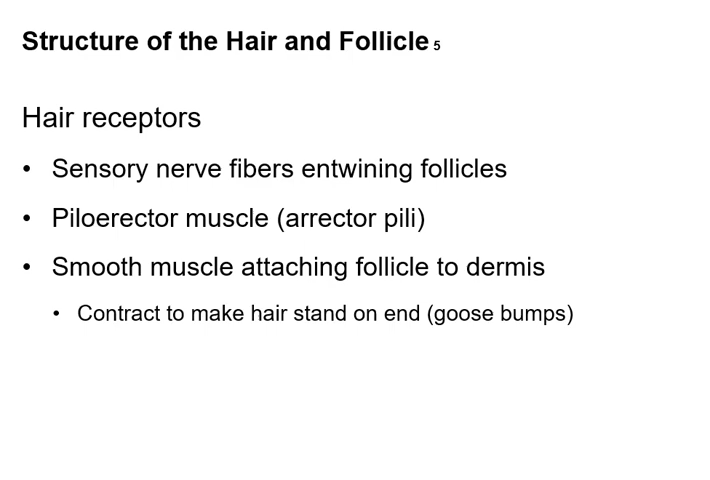 Structure of the Hair and Follicle 5
Hair receptors
• Sensory nerve fibers entwining follicles
• Piloerector muscle (arrector pili)
• Smooth muscle attaching follicle to dermis
• Contract to make hair stand on end (goose bumps)